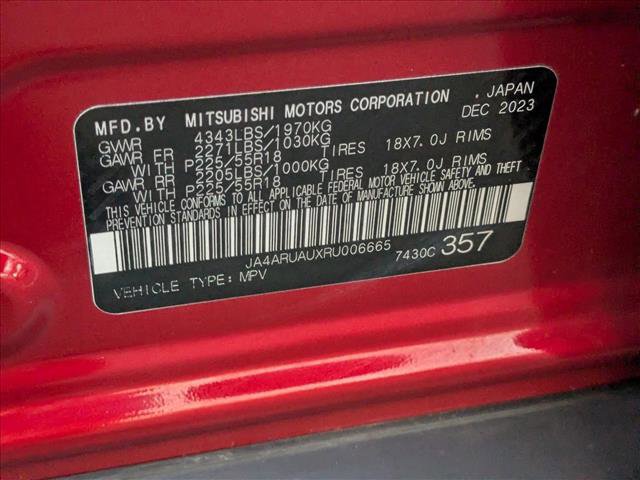 MFD.BY MITSUBISHI MOTORS CORPORATION . JAPAN
GVWR 4343LBS/1970KG DEC 2023
GAWR FR 2271LBS/1030KG
WITH P225/55R18 TIRES 18X7.0J RIMS
GAWR RR 2205LBS/1000KG
WITH P225/55R18 TIRES 18X7.0J RIMS
THIS VEHICLE CONFORMS TO ALL APPLICABLE FEDERAL MOTOR VEHICLE SAFETY AND THEFT
PREVENTION STANDARDS IN EFFECT ON THE DATE OF MANUFACTURE SHOWN ABOVE.
JA4ARUAUXRU006665 7430C 357
VEHICLE TYPE: MPV